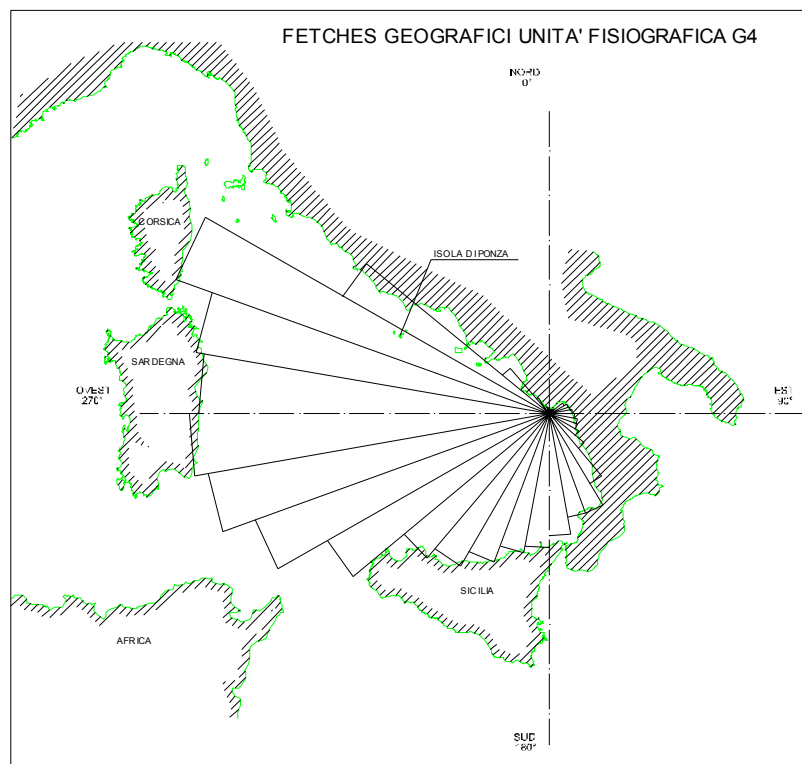 FETCHES GEOGRAFICI UNITA' FISIOGRAFICA G4
NORD
0°
CORSICA
ISOLA DI PONZA
SARDEGNA
OVEST
270°
EST
90°
SICILIA
AFRICA
SUD
180°